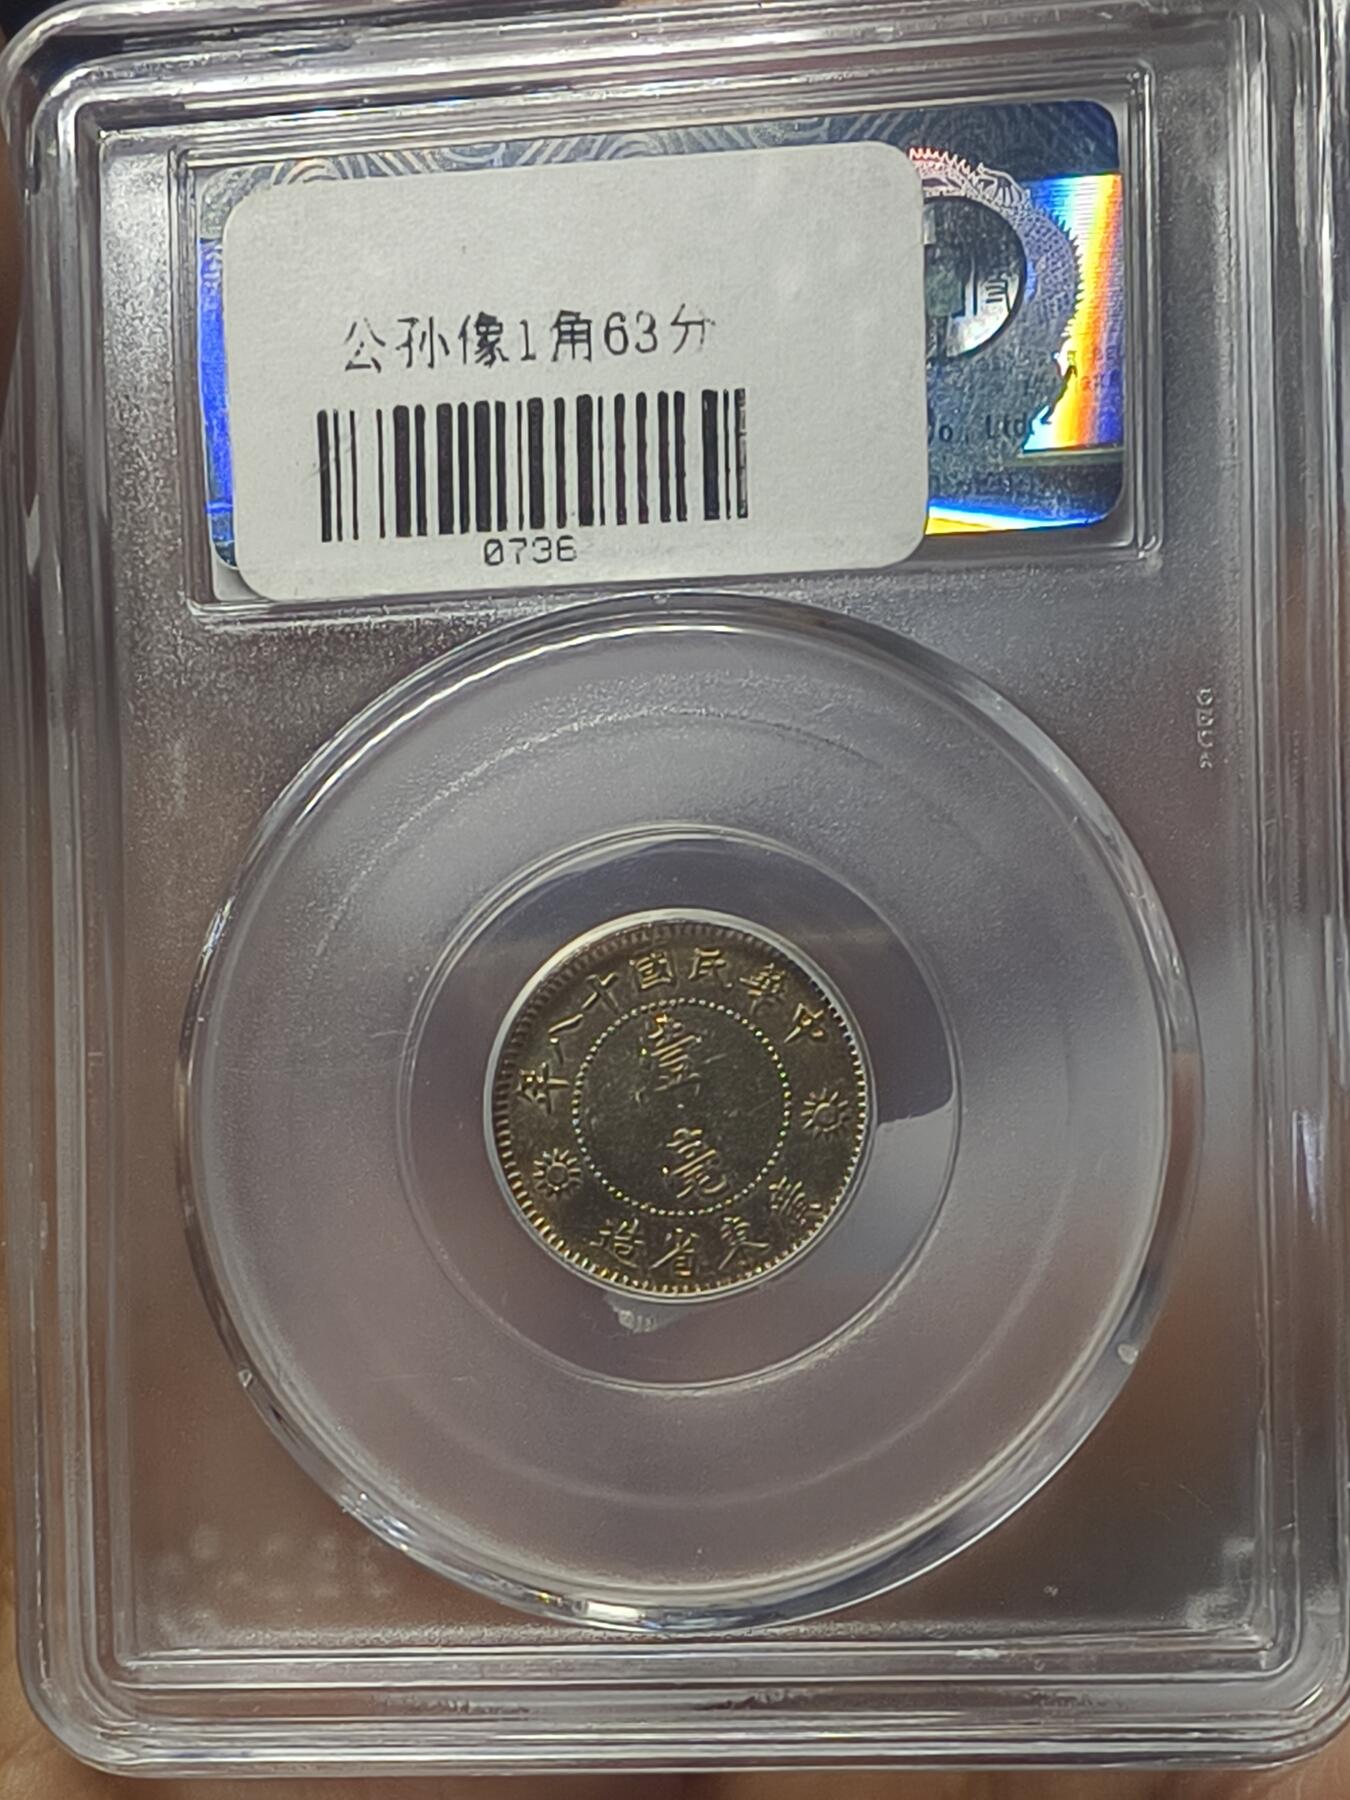 公孙像1角63分
0736
o., Ltd.
中華民國十八年
壹毫
廣東省造